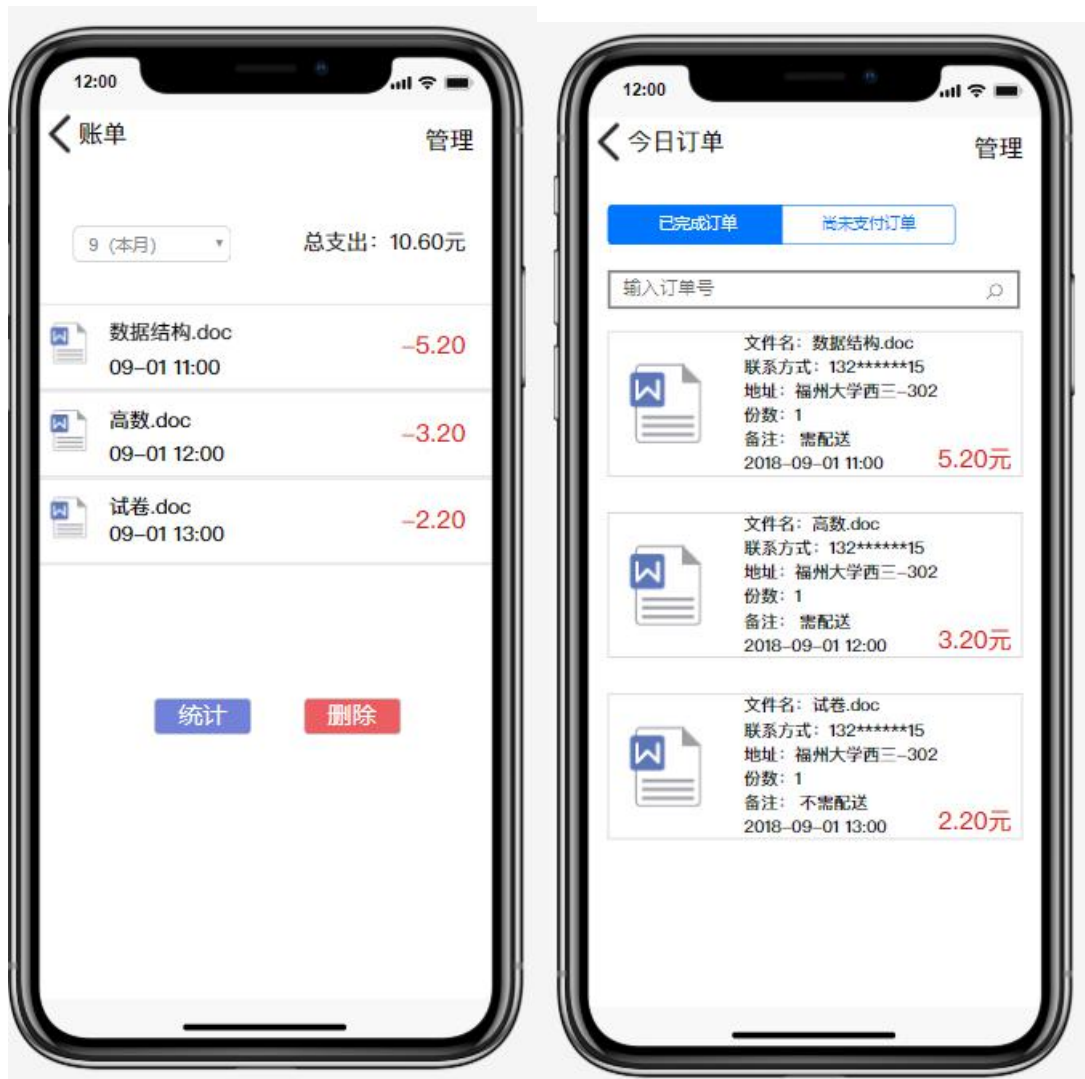 12:00
账单
管理
9 (本月)
总支出：10.60元
数据结构.doc
09-01 11:00
-5.20
高数.doc
09-01 12:00
-3.20
试卷.doc
09-01 13:00
-2.20
统计
删除
12:00
今日订单
管理
已完成订单
尚未支付订单
输入订单号
文件名：数据结构.doc
联系方式：132******15
地址：福州大学西三-302
份数：1
备注： 需配送
2018-09-01 11:00
5.20元
文件名：高数.doc
联系方式：132******15
地址：福州大学西三-302
份数：1
备注： 需配送
2018-09-01 12:00
3.20元
文件名：试卷.doc
联系方式：132******15
地址：福州大学西三-302
份数：1
备注： 不需配送
2018-09-01 13:00
2.20元